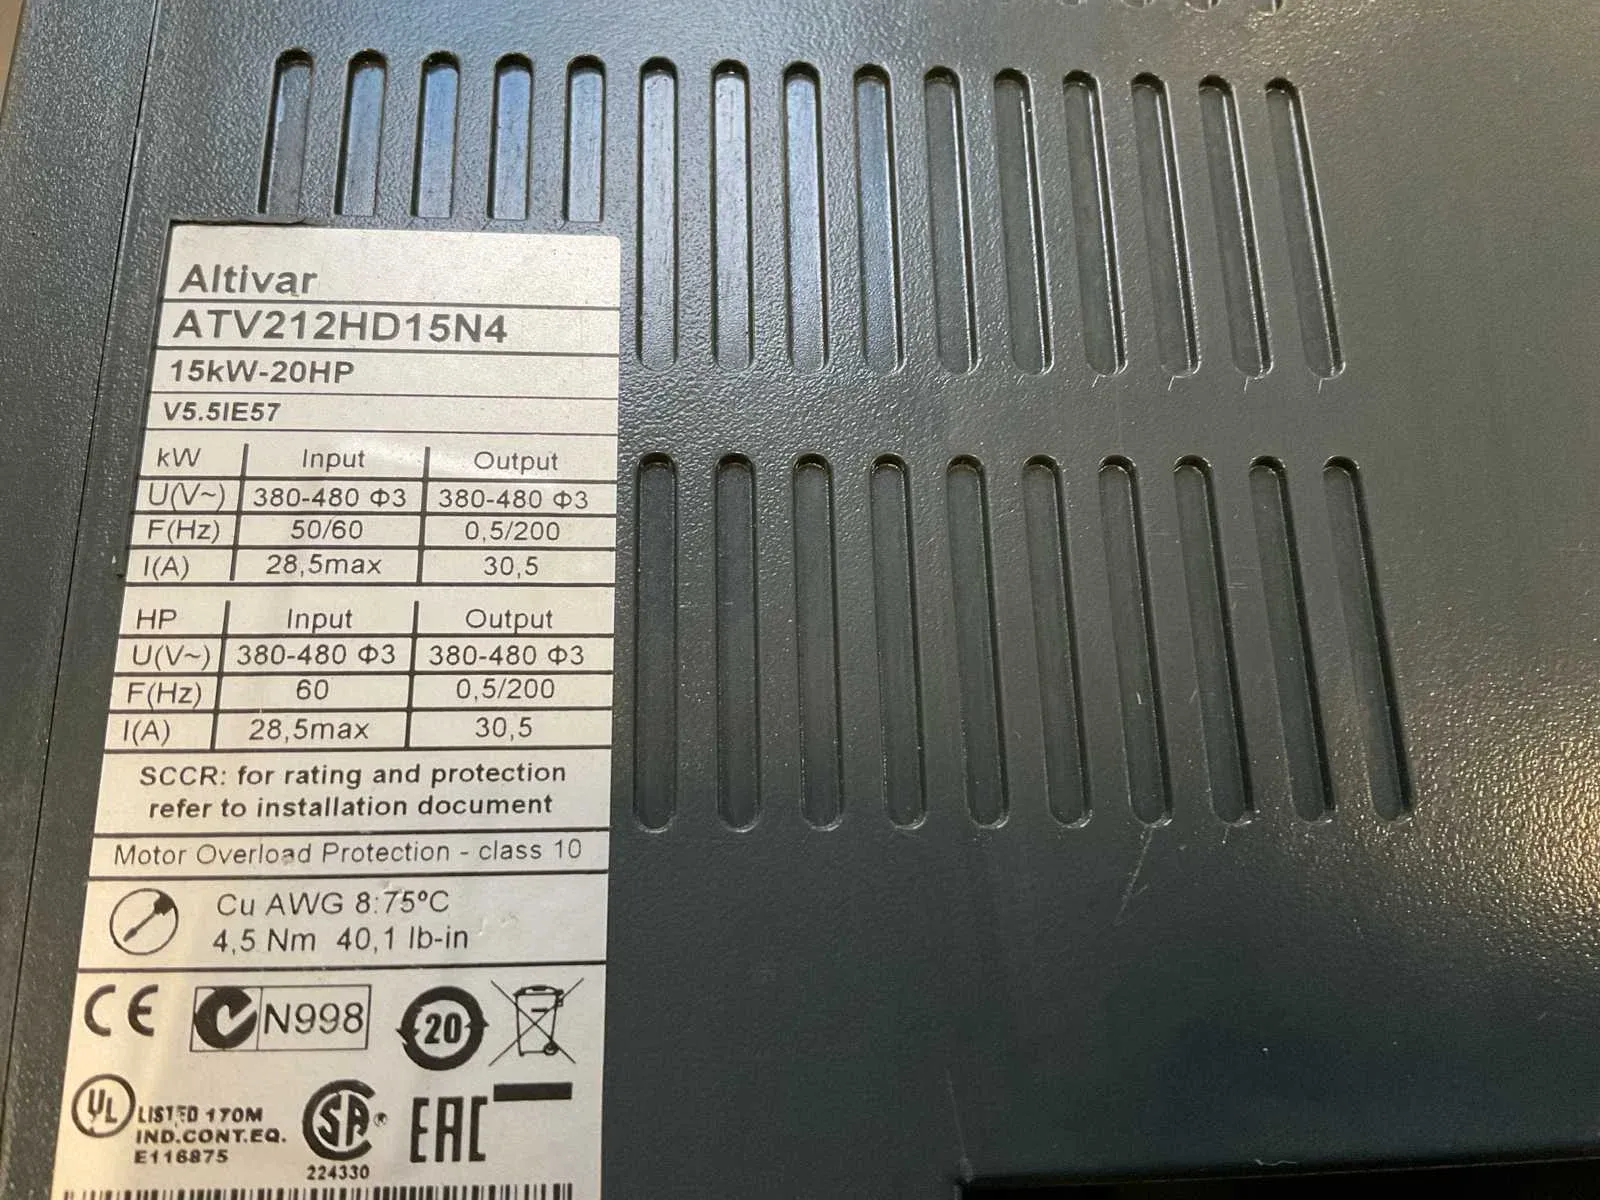 Altivar
ATV212HD15N4
15kW-20HP
V5.5IE57
kW Input Output
U(V~) 380-480 Φ3 380-480 Φ3
F(Hz) 50/60 0,5/200
I(A) 28,5max 30,5
HP Input Output
U(V~) 380-480 Φ3 380-480 Φ3
F(Hz) 60 0,5/200
I(A) 28,5max 30,5
SCCR: for rating and protection
refer to installation document
Motor Overload Protection - class 10
Cu AWG 8:75ºC
4,5 Nm 40,1 lb-in
CE N998 20
UL LISTED 170M
IND.CONT.EQ.
E116875
SA ®
224330
EAC